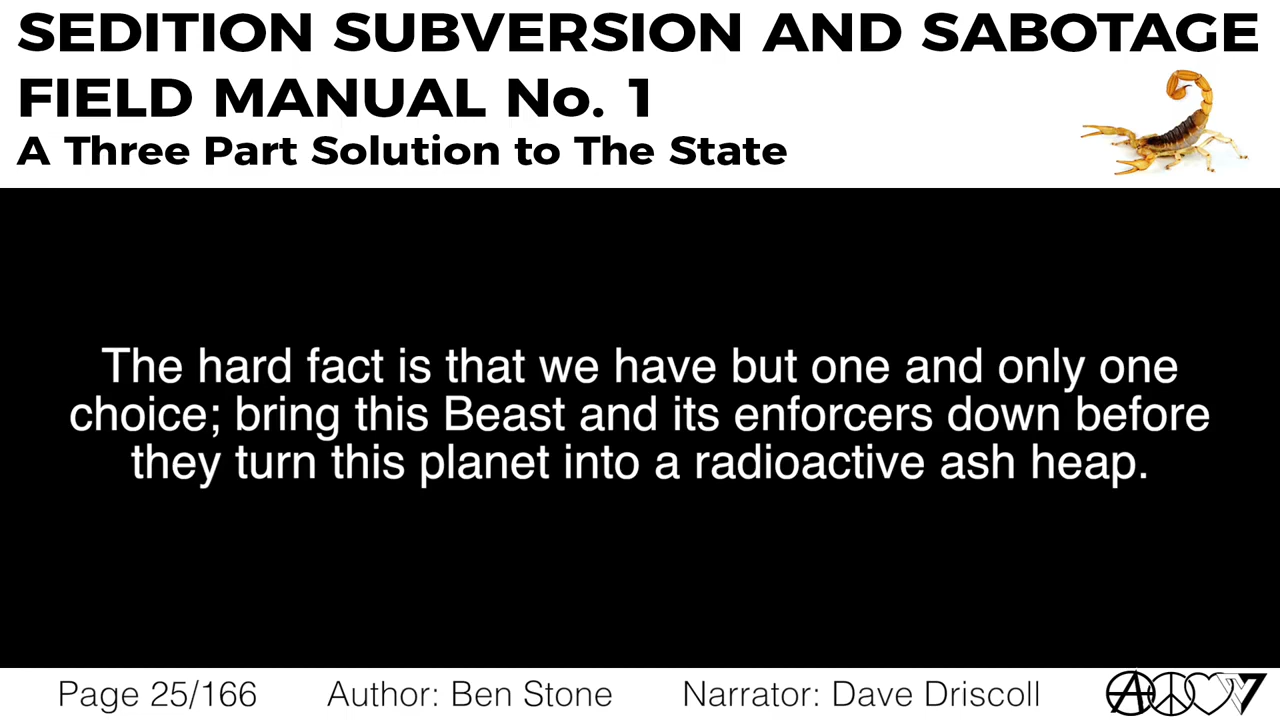 SEDITION SUBVERSION AND SABOTAGE
FIELD MANUAL No. 1
A Three Part Solution to The State
The hard fact is that we have but one and only one
choice; bring this Beast and its enforcers down before
they turn this planet into a radioactive ash heap.
Page 25/166 Author: Ben Stone Narrator: Dave Driscoll